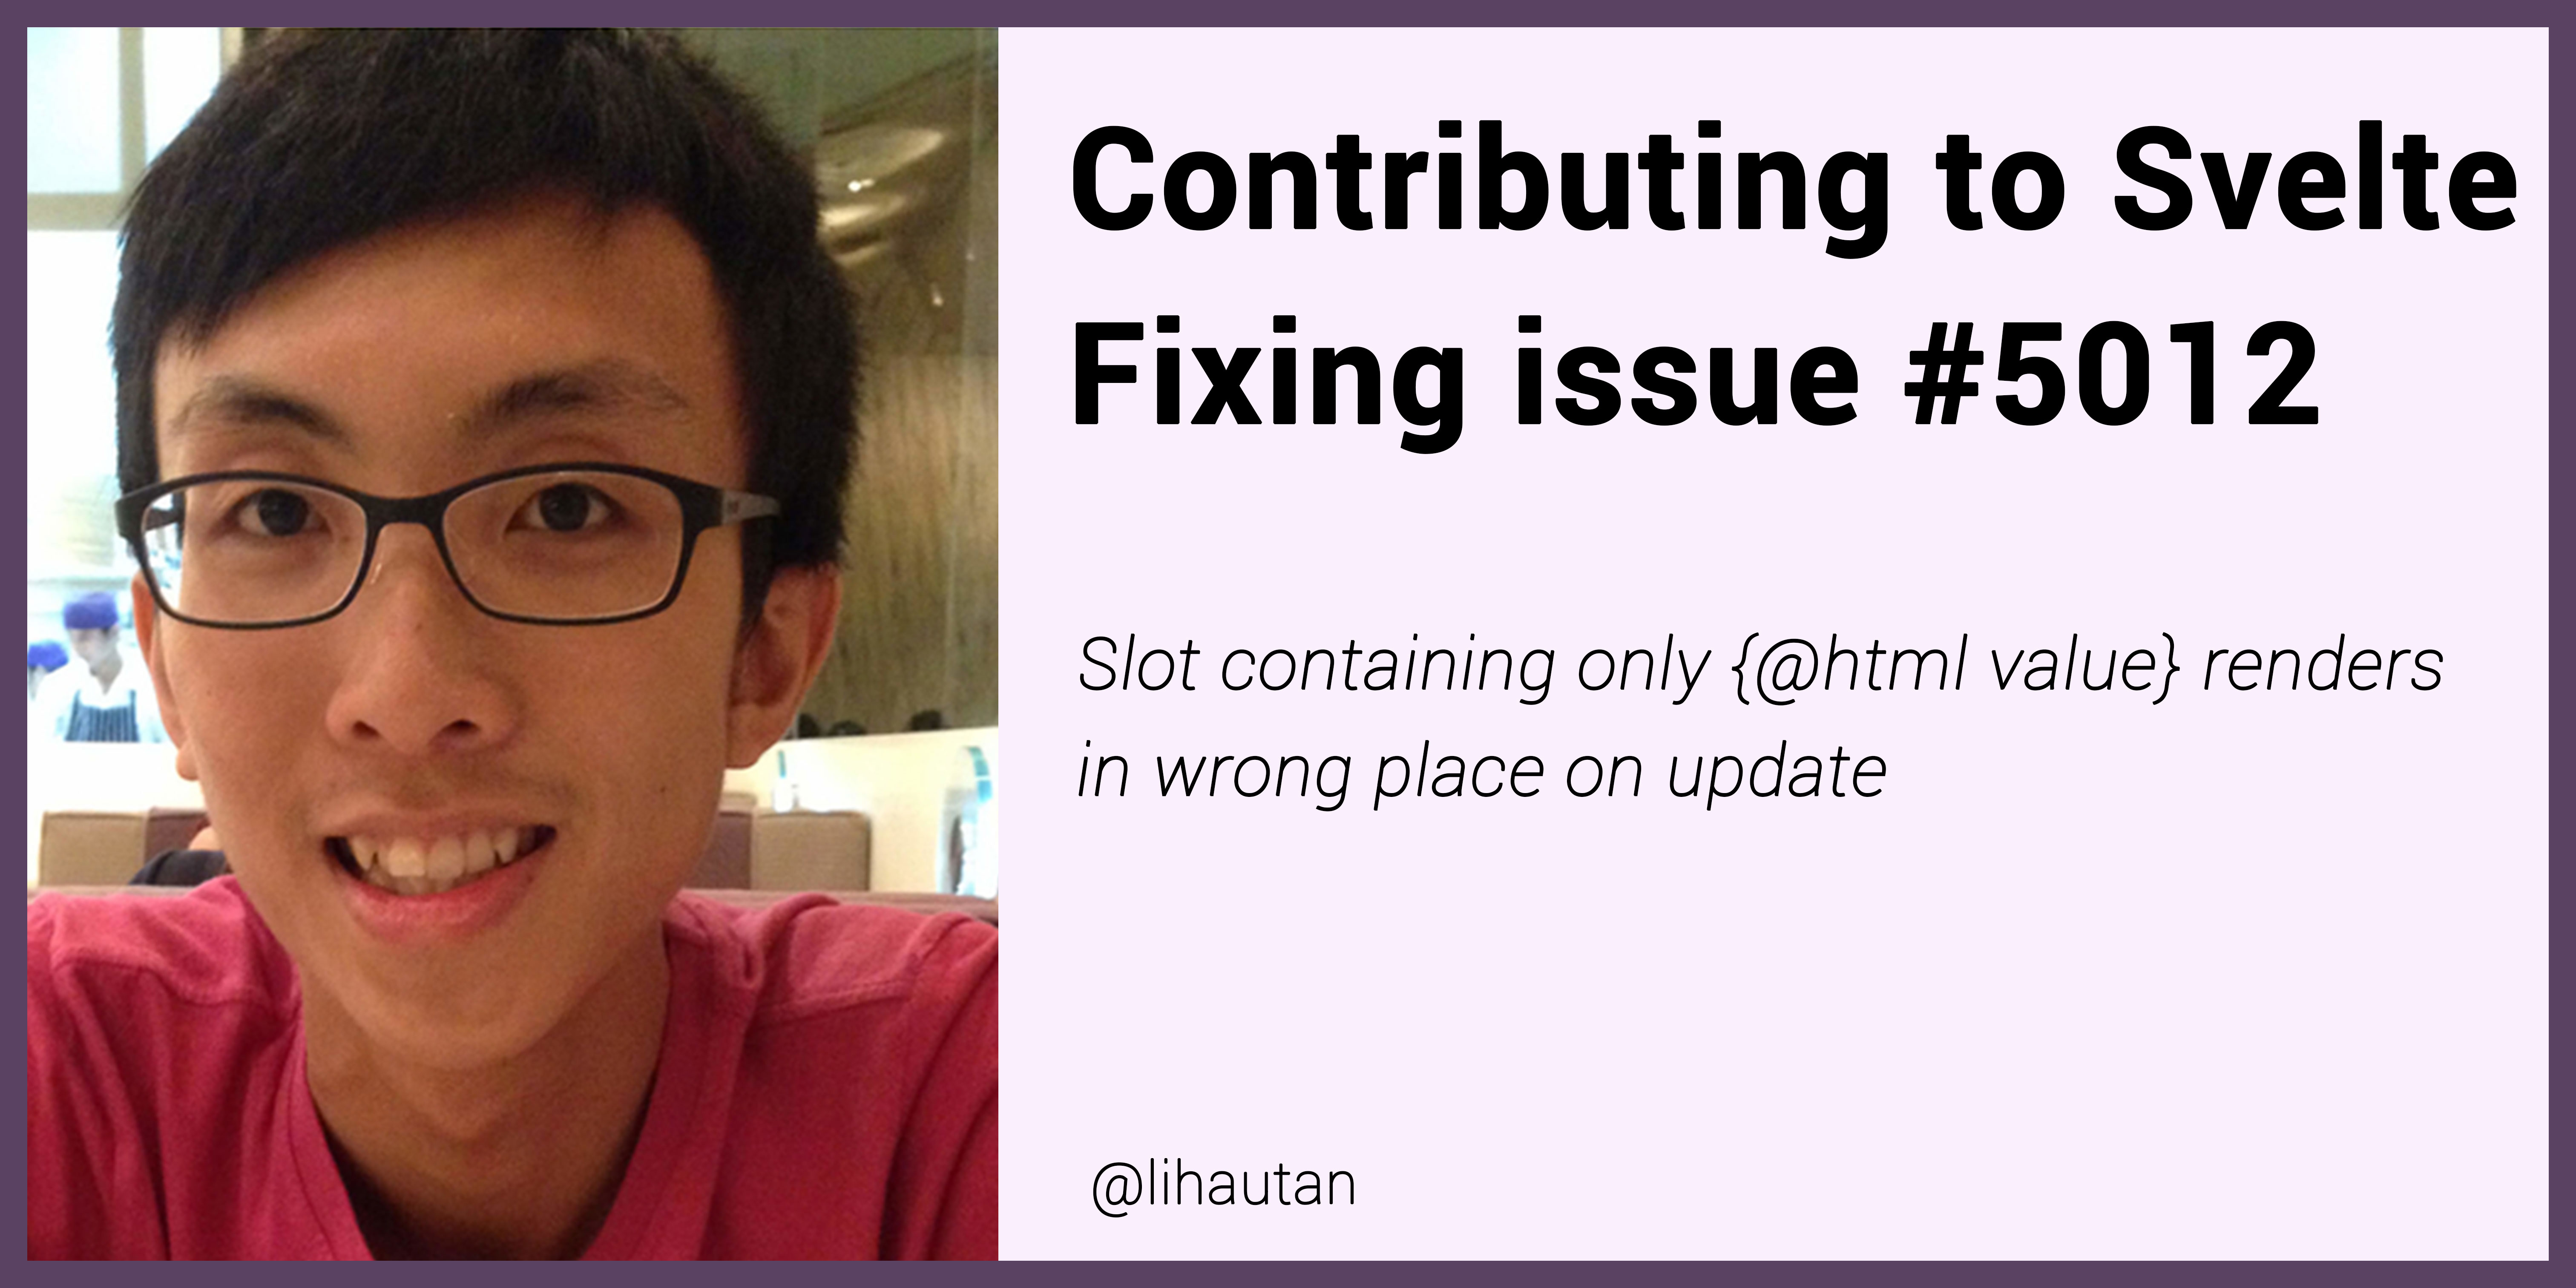 Contributing to Svelte
Fixing issue #5012
Slot containing only {@html value} renders
in wrong place on update
@lihautan